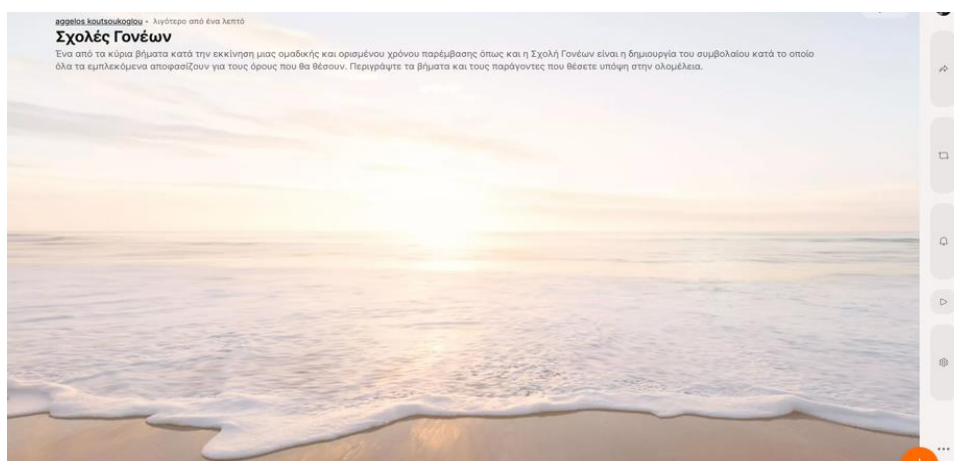 aggelos koutsoukoglou • λιγότερο από ένα λεπτό
Σχολές Γονέων
Ένα από τα κύρια βήματα κατά την εκκίνηση μιας ομαδικής και ορισμένου χρόνου παρέμβασης όπως και η Σχολή Γονέων είναι η δημιουργία του συμβολαίου κατά το οποίο
όλα τα εμπλεκόμενα αποφασίζουν για τους όρους που θα θέσουν. Περιγράψτε τα βήματα και τους παράγοντες που θέσετε υπόψη στην ολομέλεια.